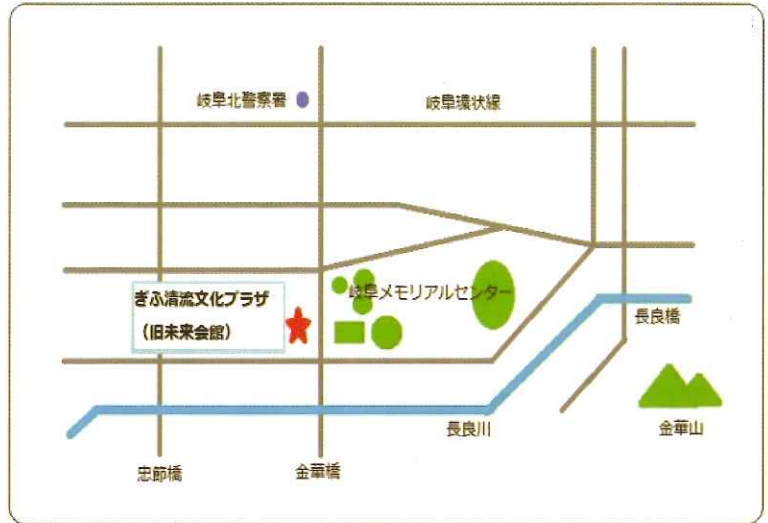 岐阜北警察署
岐阜環状線
ぎふ清流文化プラザ
（旧未来会館）
岐阜メモリアルセンター
長良橋
長良川
金華山
忠節橋
金華橋